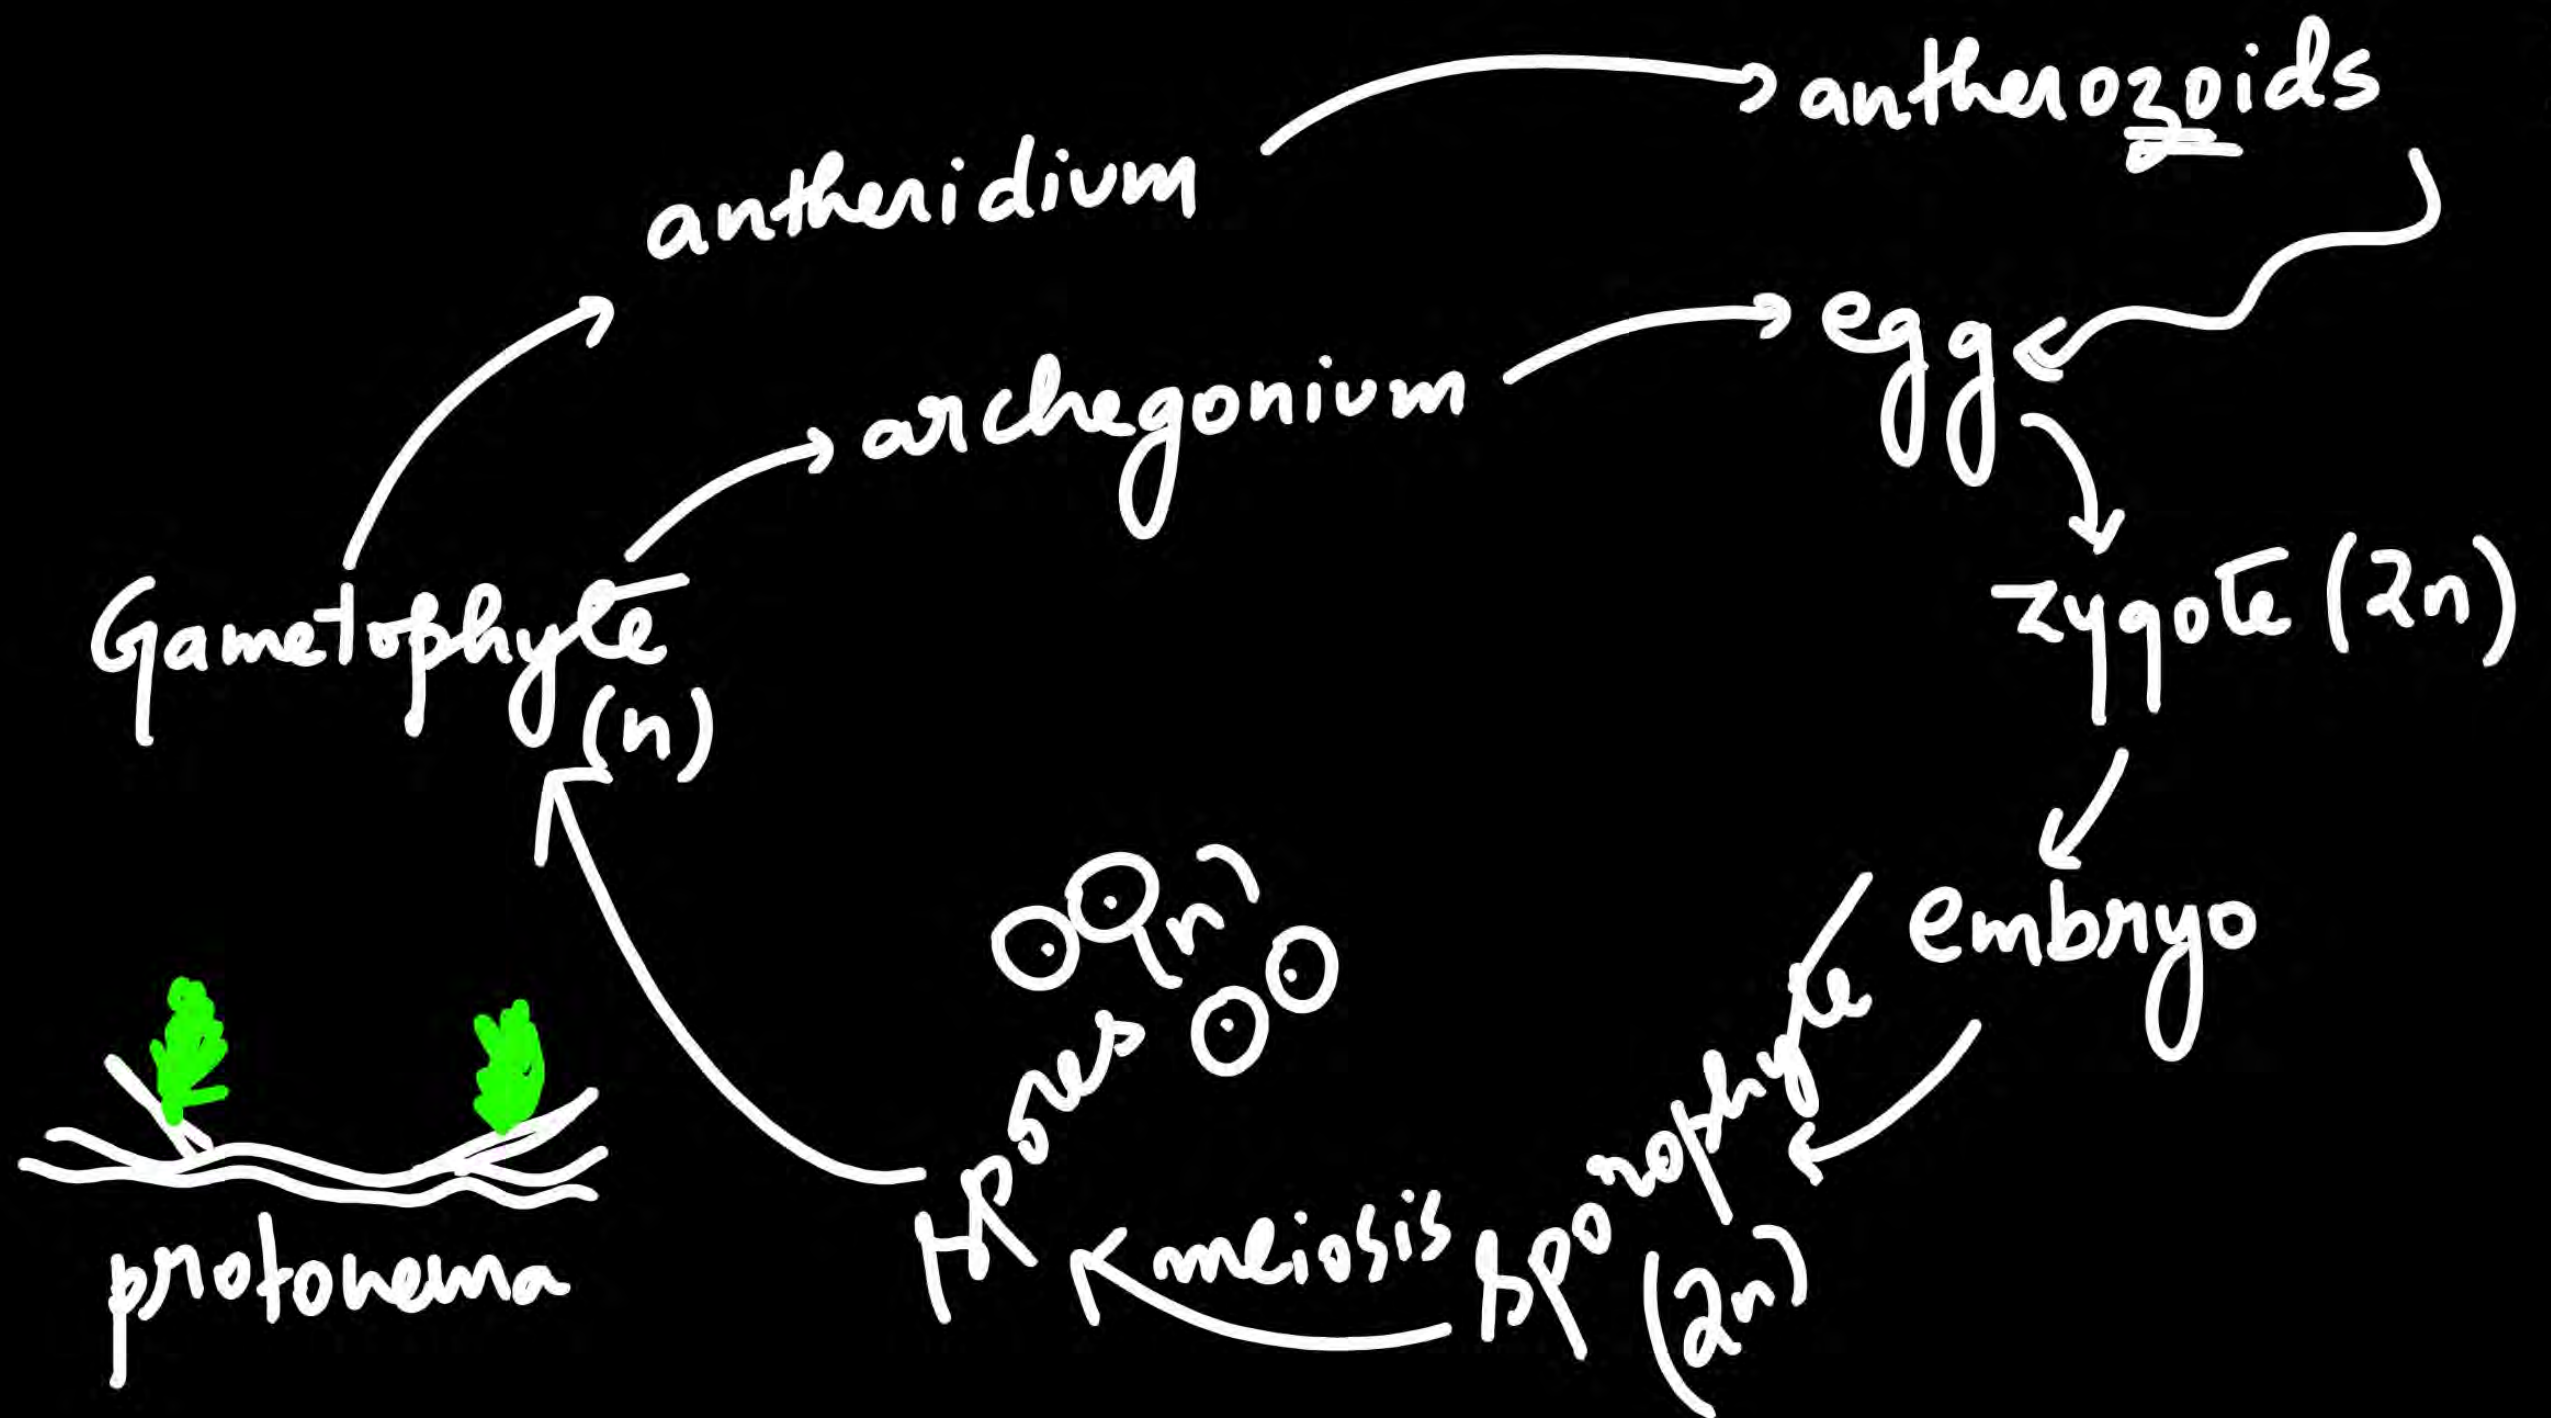 antherozoids
antheridium
egg
archegonium
Gametophyte
(n)
zygote (2n)
embryo
sporophyte
(2n)
meiosis
spores
(n)
protonema